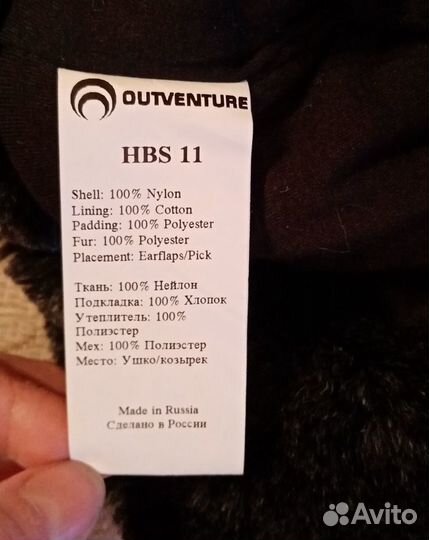 OUTVENTURE
HBS 11
Shell: 100% Nylon
Lining: 100% Cotton
Padding: 100% Polyester
Fur: 100% Polyester
Placement: Earflaps/Pick
Ткань: 100% Нейлон
Подкладка: 100% Хлопок
Утеплитель: 100%
Полиэстер
Мех: 100% Полиэстер
Место: Ушко/козырек
Made in Russia
Сделано в России
Avito